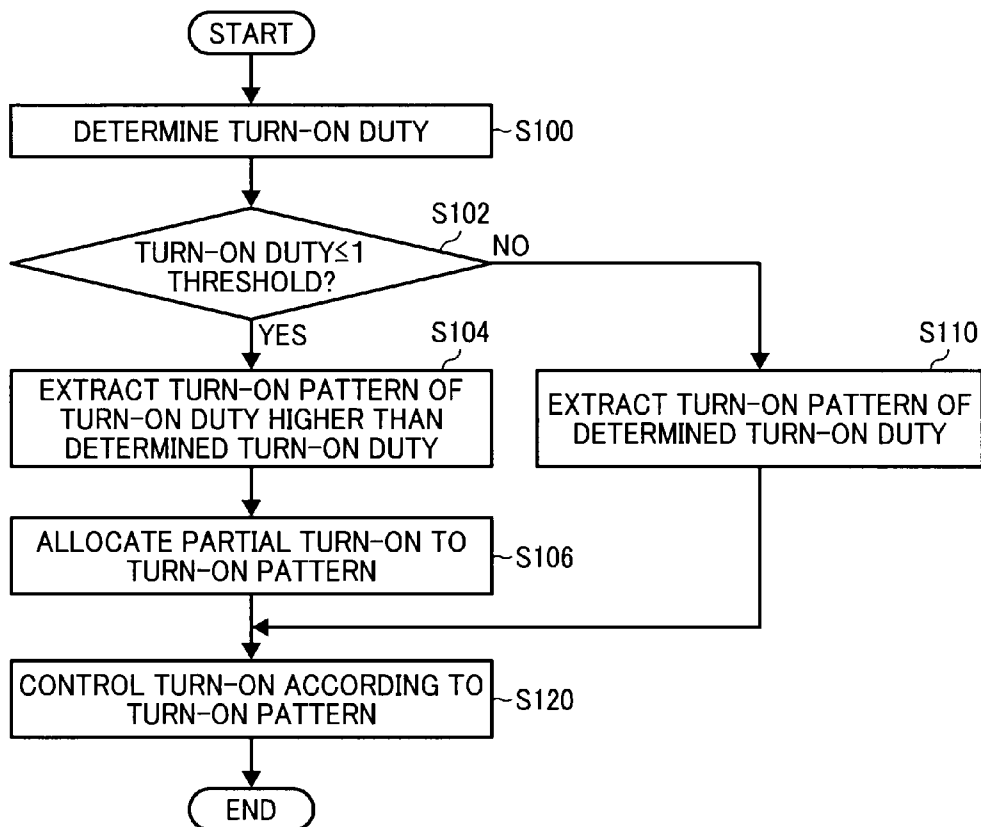 START
DETERMINE TURN-ON DUTY
S100
S102
TURN-ON DUTY≦1
THRESHOLD?
NO
YES
S104
EXTRACT TURN-ON PATTERN OF
TURN-ON DUTY HIGHER THAN
DETERMINED TURN-ON DUTY
S110
EXTRACT TURN-ON PATTERN OF
DETERMINED TURN-ON DUTY
ALLOCATE PARTIAL TURN-ON TO
TURN-ON PATTERN
S106
CONTROL TURN-ON ACCORDING TO
TURN-ON PATTERN
S120
END